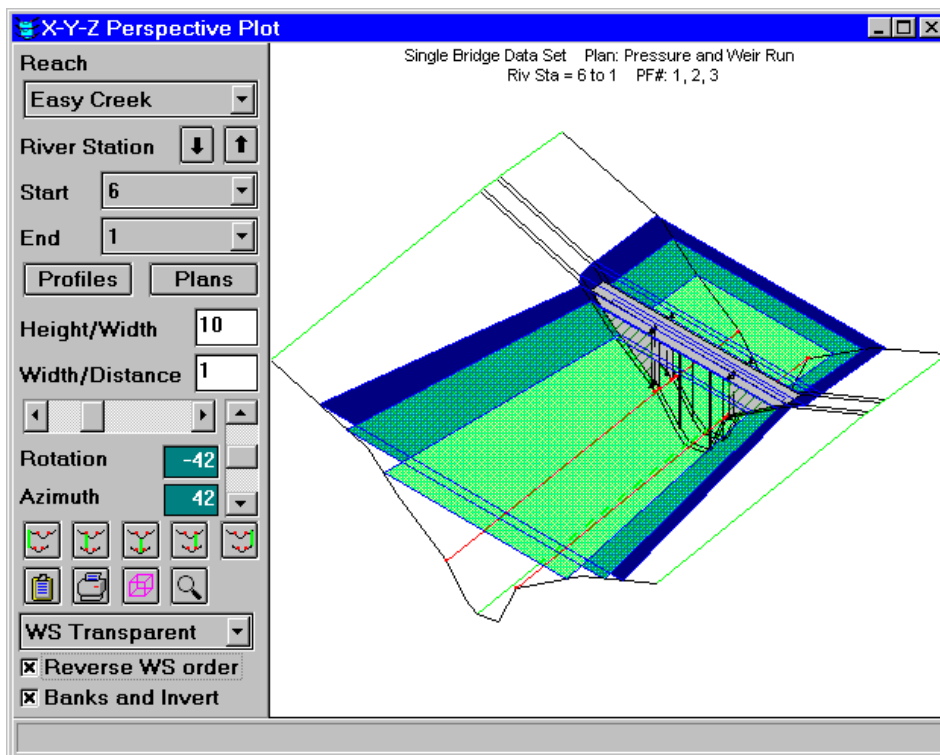 X-Y-Z Perspective Plot
Reach
Easy Creek
River Station
Start 6
End 1
Profiles Plans
Height/Width 10
Width/Distance 1
Rotation -42
Azimuth 42
WS Transparent
Reverse WS order
Banks and Invert
Single Bridge Data Set Plan: Pressure and Weir Run
Riv Sta = 6 to 1 PF#: 1, 2, 3